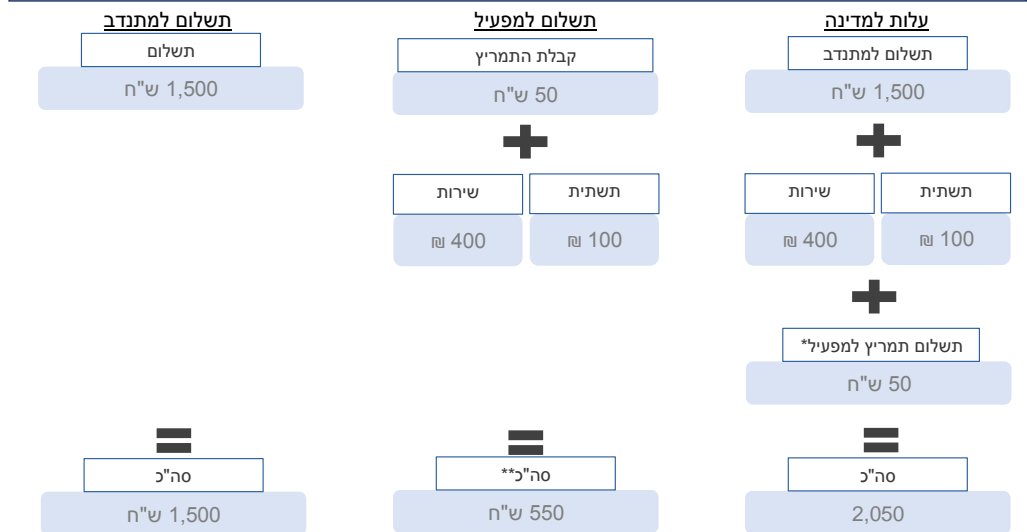 עלות למדינה
תשלום למתנדב
1,500 ש"ח
תשתית
שירות
100 ₪
400 ₪
תשלום תמריץ למפעיל*
50 ש"ח
סה"כ
2,050
תשלום למפעיל
קבלת התמריץ
50 ש"ח
תשתית
שירות
100 ₪
400 ₪
סה"כ**
550 ש"ח
תשלום למתנדב
תשלום
1,500 ש"ח
סה"כ
1,500 ש"ח